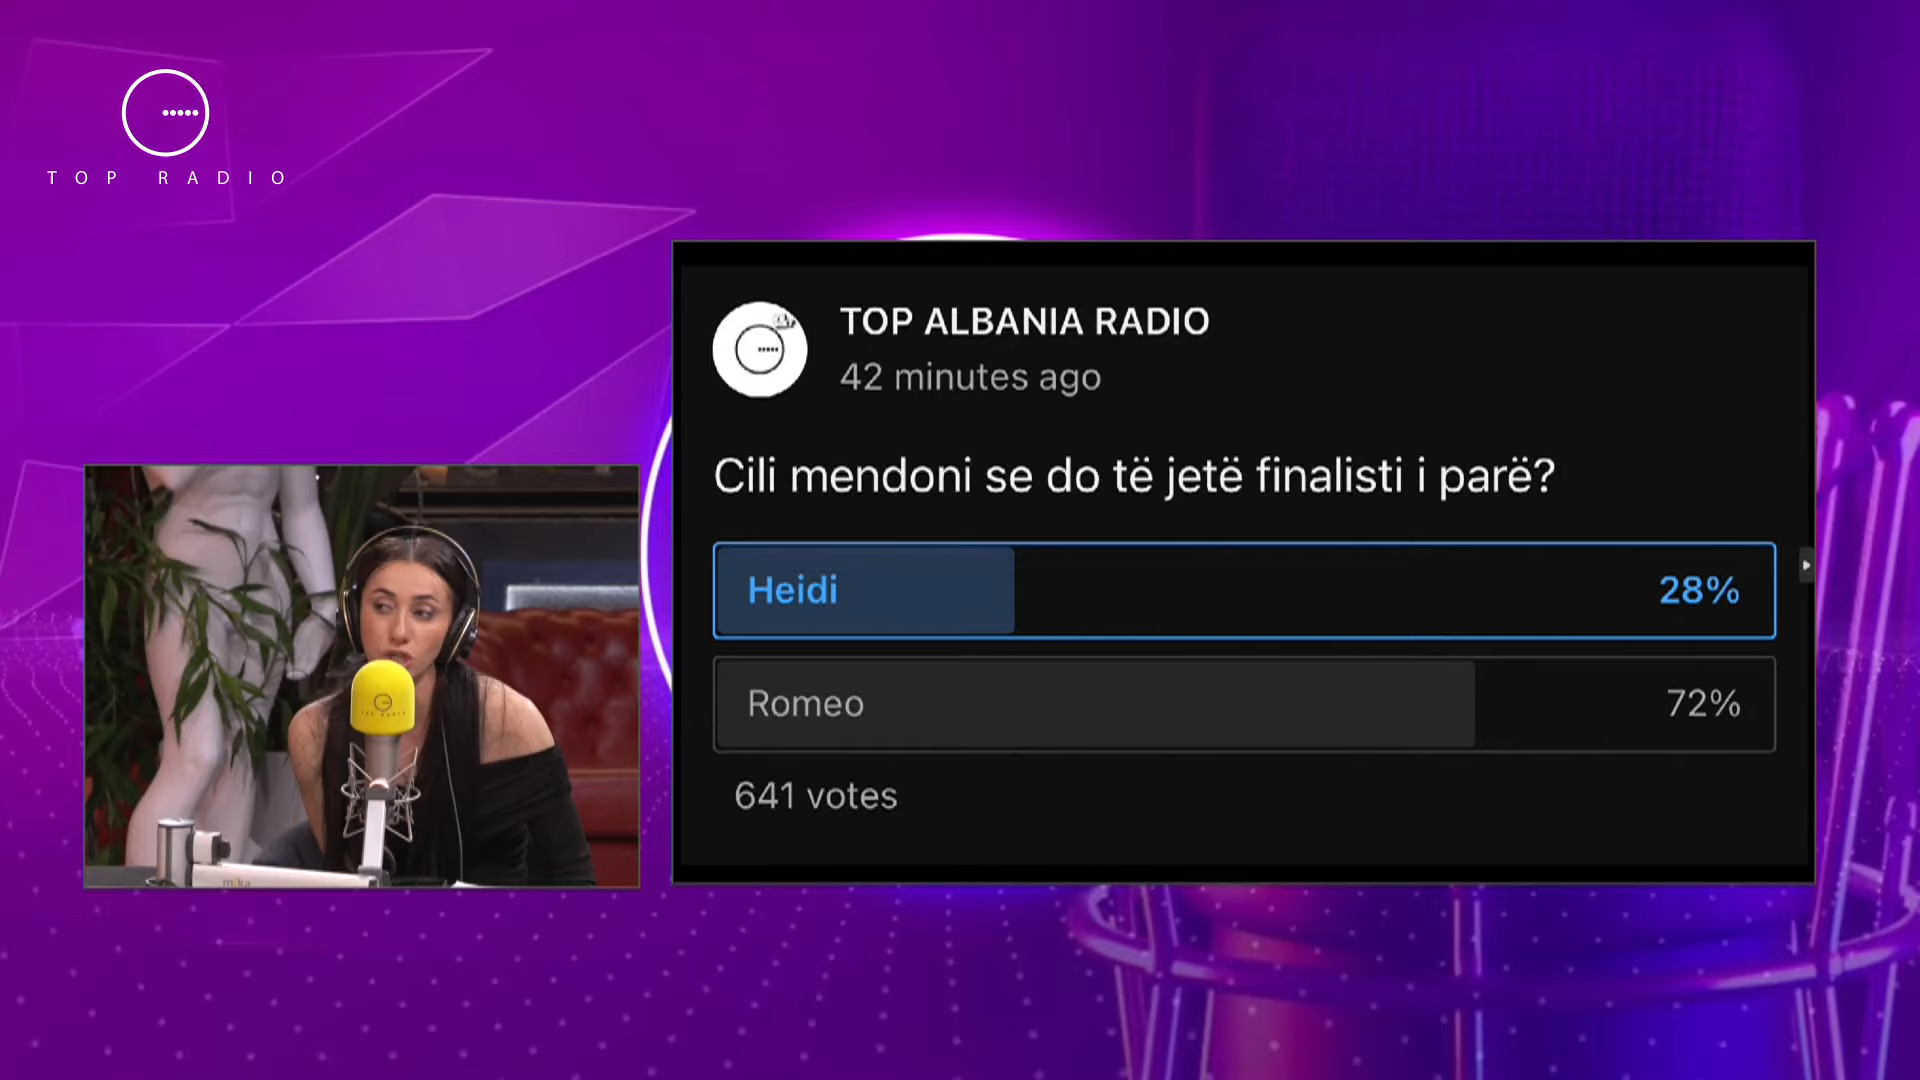 TOP RADIO
TOP ALBANIA RADIO
42 minutes ago
Cili mendoni se do të jetë finalisti i parë?
Heidi 28%
Romeo 72%
641 votes